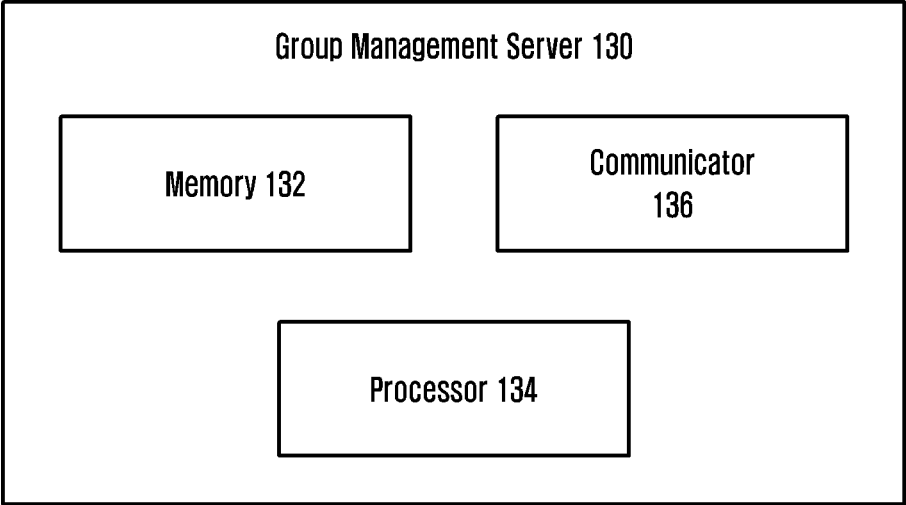 Group Management Server 130
Memory 132
Communicator
136
Processor 134